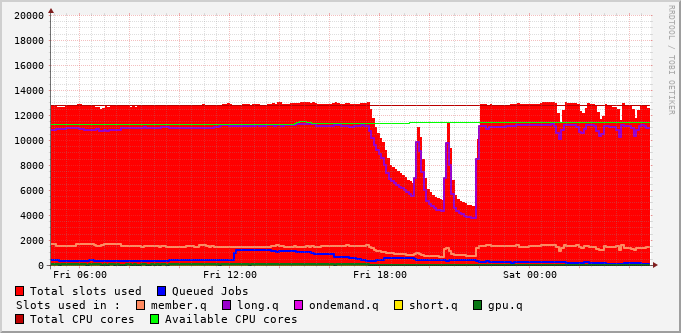 20000
18000
16000
14000
12000
10000
8000
6000
4000
2000
0
Fri 06:00 Fri 12:00 Fri 18:00 Sat 00:00
RRDTOOL / TOBI OETIKER
Total slots used Queued Jobs
Slots used in : member.q long.q ondemand.q short.q gpu.q
Total CPU cores Available CPU cores